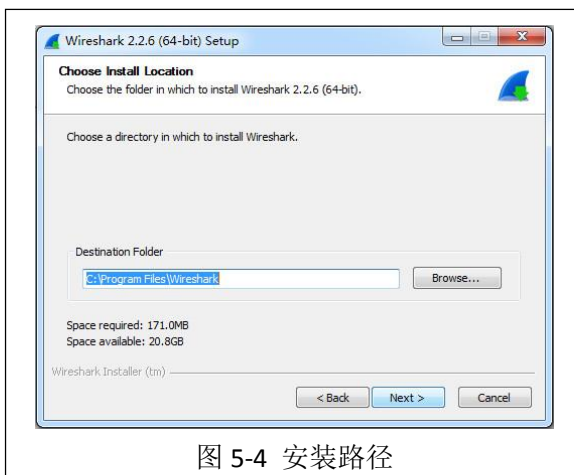 Wireshark 2.2.6 (64-bit) Setup
Choose Install Location
Choose the folder in which to install Wireshark 2.2.6 (64-bit).
Choose a directory in which to install Wireshark.
Destination Folder
C:\Program Files\Wireshark
Browse...
Space required: 171.0MB
Space available: 20.8GB
Wireshark Installer (tm)
< Back Next > Cancel
图 5-4 安装路径